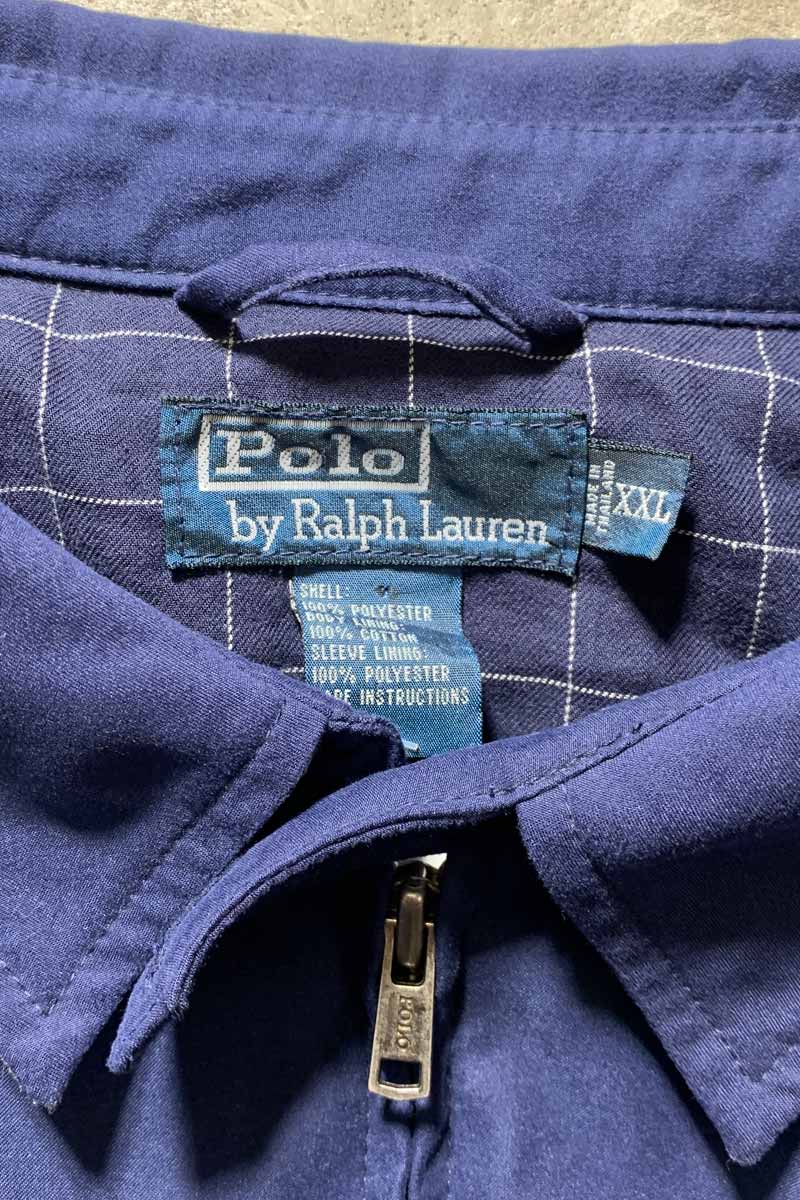 Polo
by Ralph Lauren
MADE IN
THAILAND
XXL
SHELL:
100% POLYESTER
BODY LINING:
100% COTTON
SLEEVE LINING:
100% POLYESTER
CARE INSTRUCTIONS
POLO